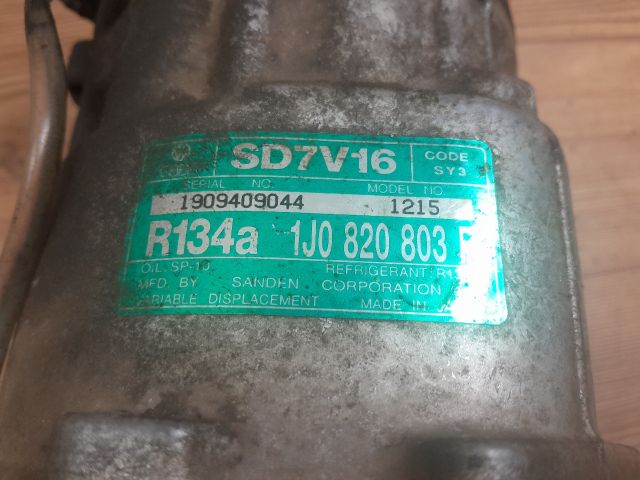 SD7V16 CODE
SY3
SERIAL NO. MODEL NO.
1909409044 1215
R134a 1J0 820 803
OIL SP-10 REFRIGERANT
MFD. BY SANDEN CORPORATION
VARIABLE DISPLACEMENT MADE IN